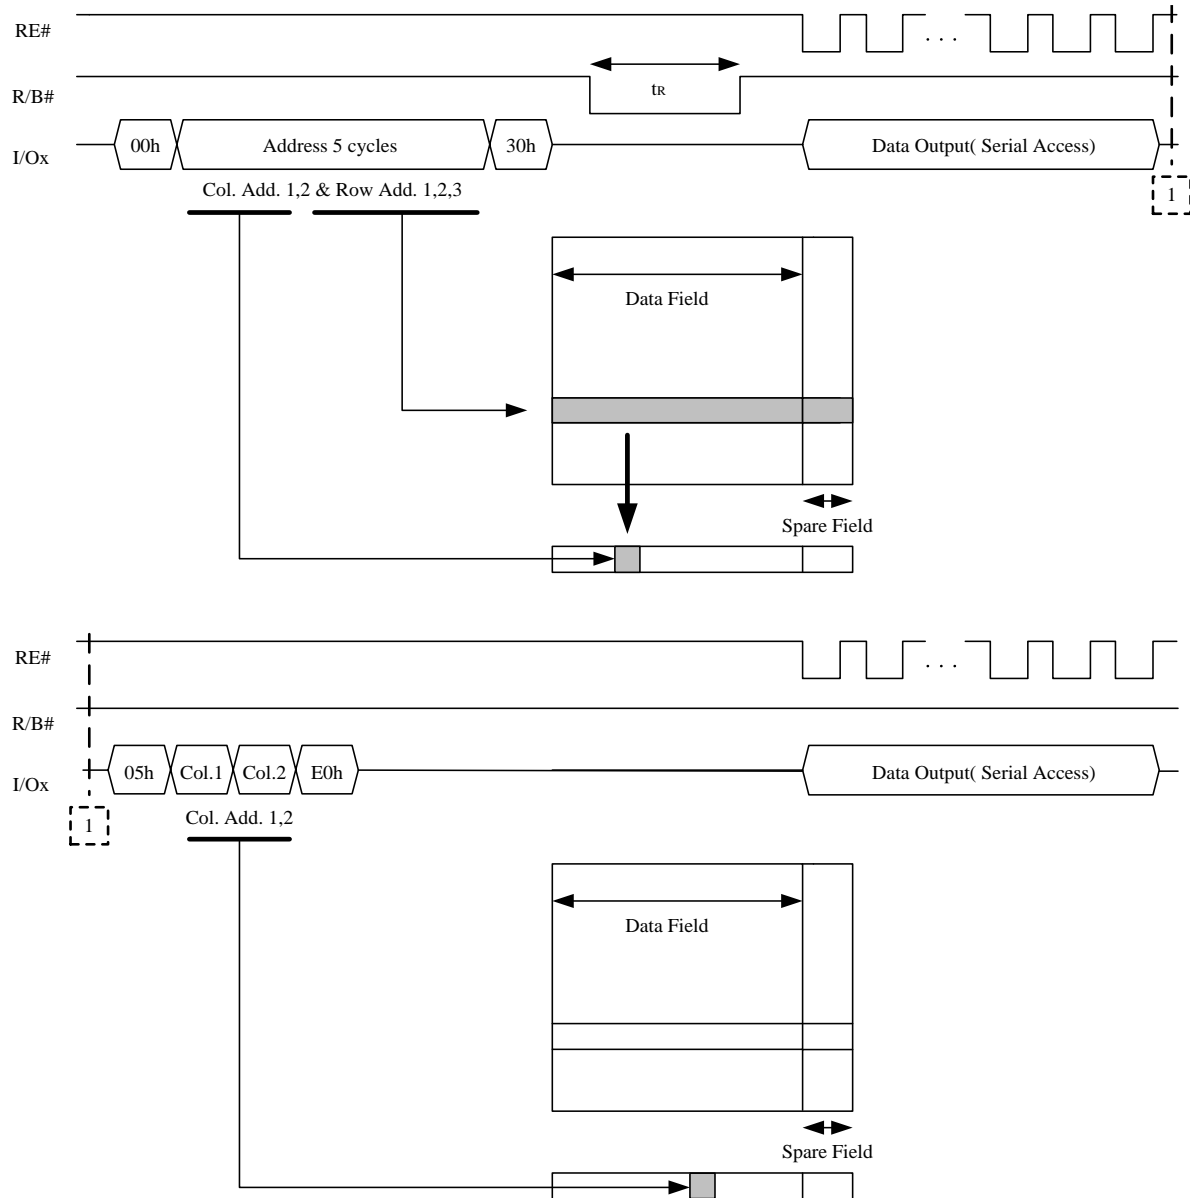 RE#
. . .
R/B#
tR
I/Ox
00h
Address 5 cycles
30h
Data Output( Serial Access)
Col. Add. 1,2 & Row Add. 1,2,3
1
Data Field
Spare Field
RE#
. . .
R/B#
I/Ox
05h
Col.1
Col.2
E0h
Data Output( Serial Access)
1
Col. Add. 1,2
Data Field
Spare Field